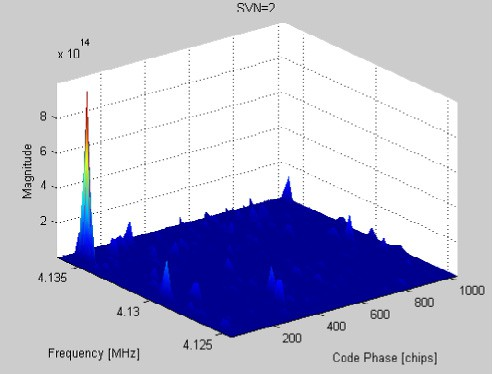 SVN=2
x 10^14
8
6
4
2
Magnitude
4.135
4.13
4.125
Frequency [MHz]
200
400
600
800
1000
Code Phase [chips]